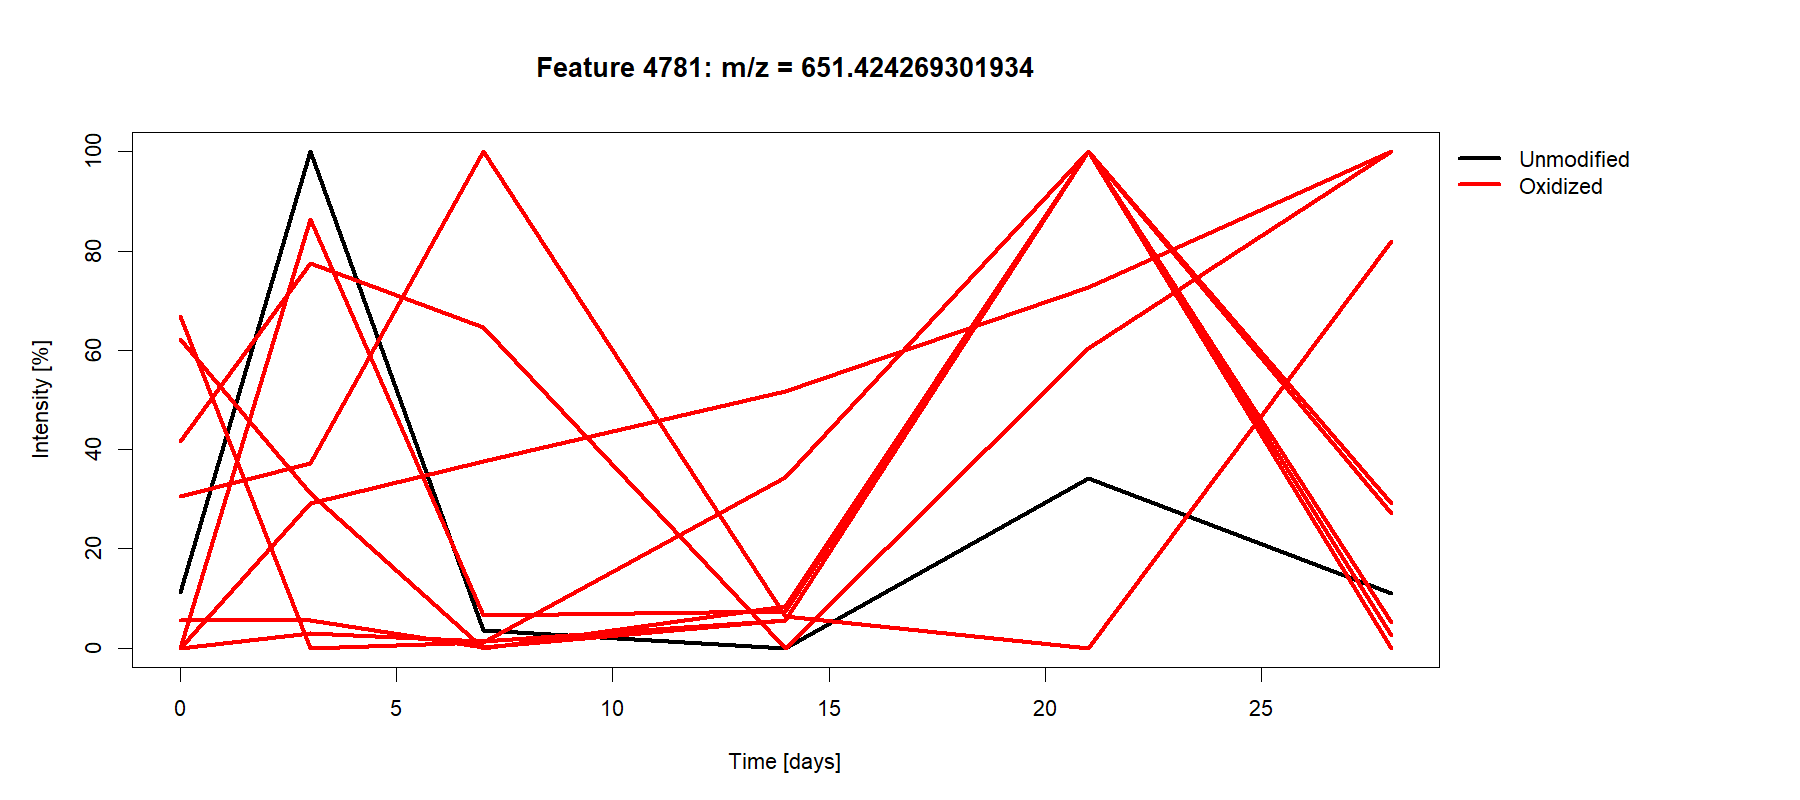 Feature 4781: m/z = 651.424269301934
Unmodified
Oxidized
100
80
60
40
20
0
Intensity [%]
0 5 10 15 20 25
Time [days]